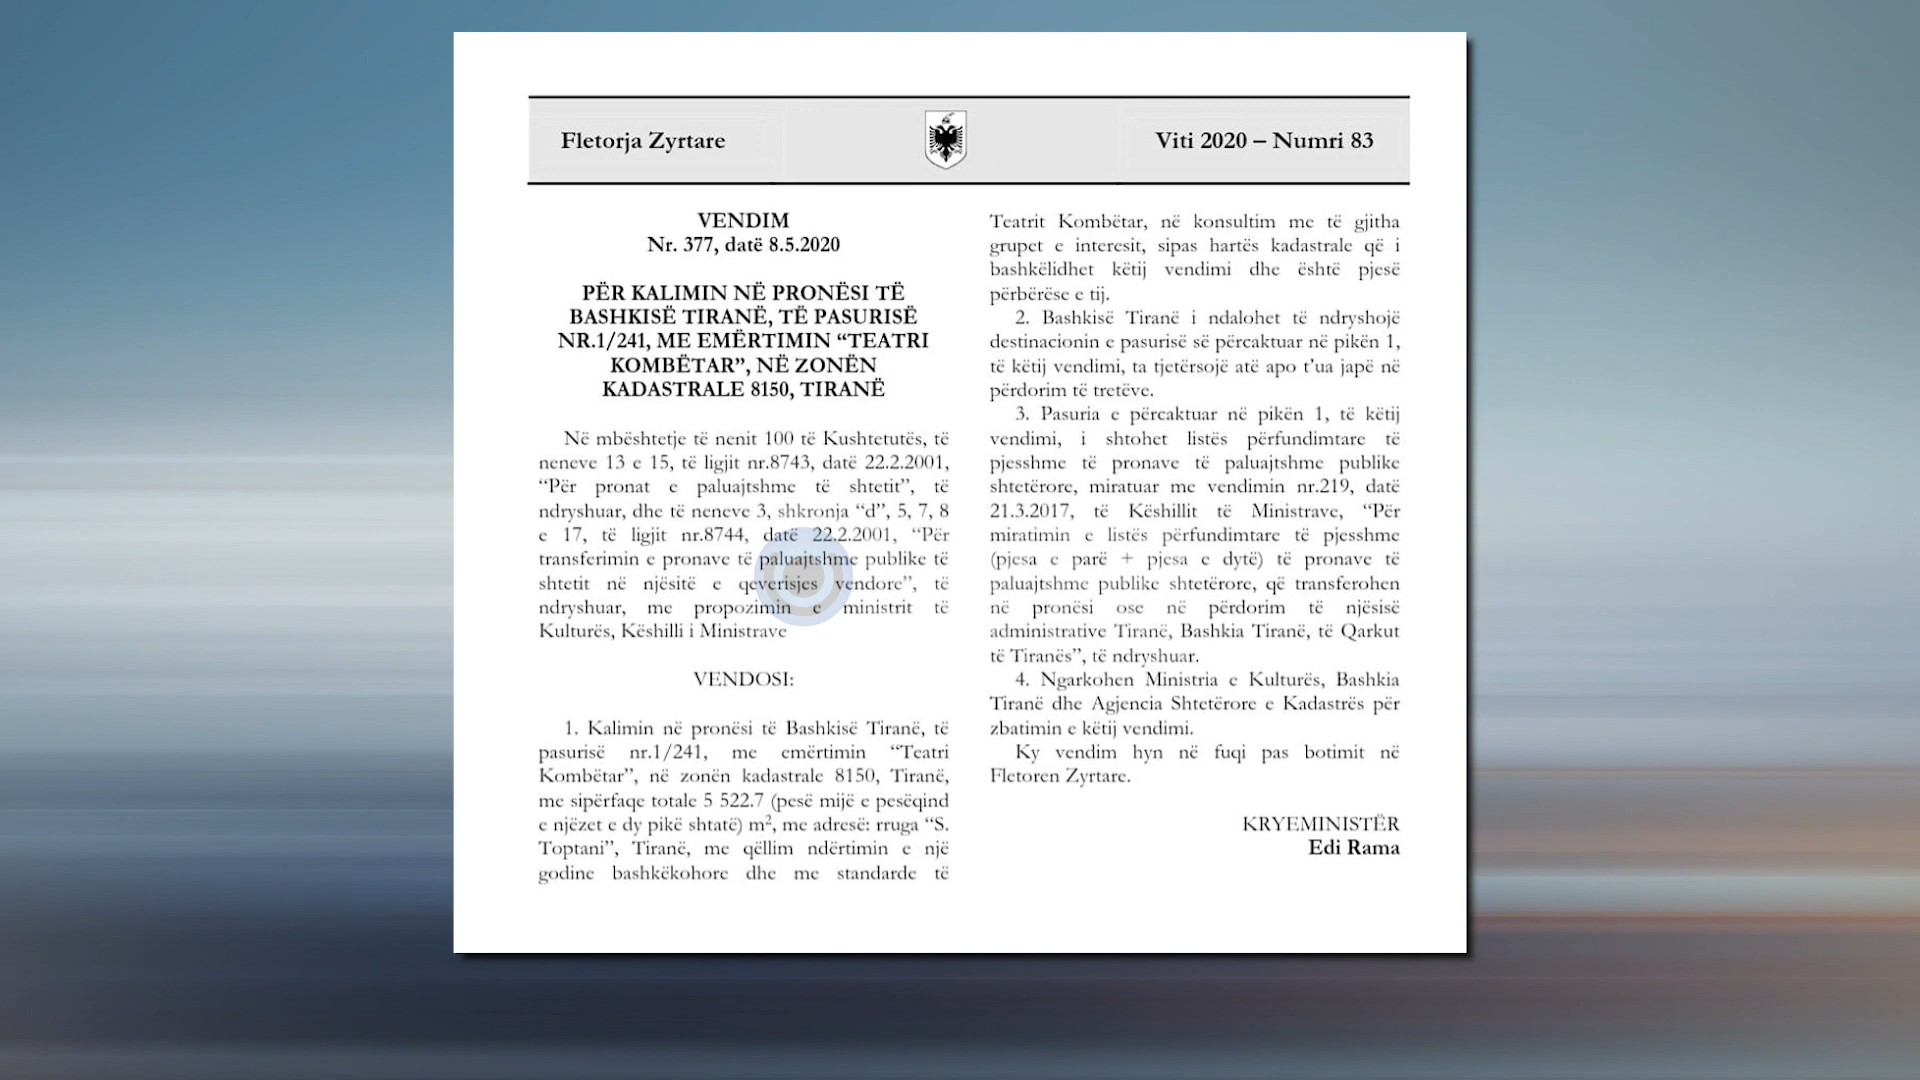 Fletorja Zyrtare
Viti 2020 – Numri 83
VENDIM
Nr. 377, datë 8.5.2020
PËR KALIMIN NË PRONËSI TË
BASHKISË TIRANË, TË PASURISË
NR.1/241, ME EMËRTIMIN “TEATRI
KOMBËTAR”, NË ZONËN
KADASTRALE 8150, TIRANË
Në mbështetje të nenit 100 të Kushtetutës, të
neneve 13 e 15, të ligjit nr.8743, datë 22.2.2001,
“Për pronat e paluajtshme të shtetit”, të
ndryshuar, dhe të neneve 3, shkronja “d”, 5, 7, 8
e 17, të ligjit nr.8744, datë 22.2.2001, “Për
transferimin e pronave të paluajtshme publike të
shtetit në njësitë e qeverisjes vendore”, të
ndryshuar, me propozimin e ministrit të
Kulturës, Këshilli i Ministrave
VENDOSI:
1. Kalimin në pronësi të Bashkisë Tiranë, të
pasurisë nr.1/241, me emërtimin “Teatri
Kombëtar”, në zonën kadastrale 8150, Tiranë,
me sipërfaqe totale 5 522.7 (pesë mijë e pesëqind
e njëzet e dy pikë shtatë) m², me adresë: rruga “S.
Toptani”, Tiranë, me qëllim ndërtimin e një
godine bashkëkohore dhe me standarde të
Teatrit Kombëtar, në konsultim me të gjitha
grupet e interesit, sipas hartës kadastrale që i
bashkëlidhet këtij vendimi dhe është pjesë
përbërëse e tij.
2. Bashkisë Tiranë i ndalohet të ndryshojë
destinacionin e pasurisë së përcaktuar në pikën 1,
të këtij vendimi, ta tjetërsojë atë apo t’ua japë në
përdorim të tretëve.
3. Pasuria e përcaktuar në pikën 1, të këtij
vendimi, i shtohet listës përfundimtare të
pjesshme të pronave të paluajtshme publike
shtetërore, miratuar me vendimin nr.219, datë
21.3.2017, të Këshillit të Ministrave, “Për
miratimin e listës përfundimtare të pjesshme
(pjesa e parë + pjesa e dytë) të pronave të
paluajtshme publike shtetërore, që transferohen
në pronësi ose në përdorim të njësisë
administrative Tiranë, Bashkia Tiranë, të Qarkut
të Tiranës”, të ndryshuar.
4. Ngarkohen Ministria e Kulturës, Bashkia
Tiranë dhe Agjencia Shtetërore e Kadastrës për
zbatimin e këtij vendimi.
Ky vendim hyn në fuqi pas botimit në
Fletoren Zyrtare.
KRYEMINISTËR
Edi Rama